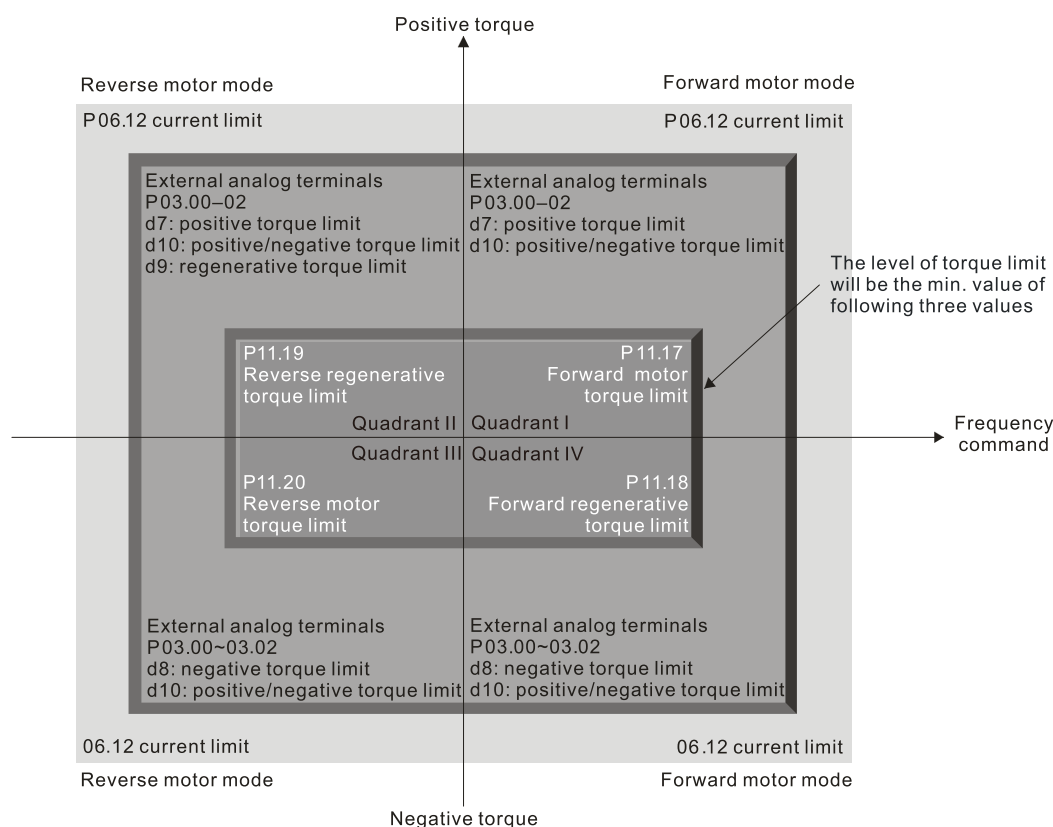 Positive torque
Reverse motor mode
Forward motor mode
P06.12 current limit
P06.12 current limit
External analog terminals
P03.00–02
d7: positive torque limit
d10: positive/negative torque limit
d9: regenerative torque limit
External analog terminals
P03.00–02
d7: positive torque limit
d10: positive/negative torque limit
The level of torque limit
will be the min. value of
following three values
P11.19
Reverse regenerative
torque limit
P11.17
Forward motor
torque limit
Quadrant II
Quadrant I
Frequency
command
Quadrant III
Quadrant IV
P11.20
Reverse motor
torque limit
P11.18
Forward regenerative
torque limit
External analog terminals
P03.00~03.02
d8: negative torque limit
d10: positive/negative torque limit
External analog terminals
P03.00~03.02
d8: negative torque limit
d10: positive/negative torque limit
06.12 current limit
06.12 current limit
Reverse motor mode
Forward motor mode
Negative torque